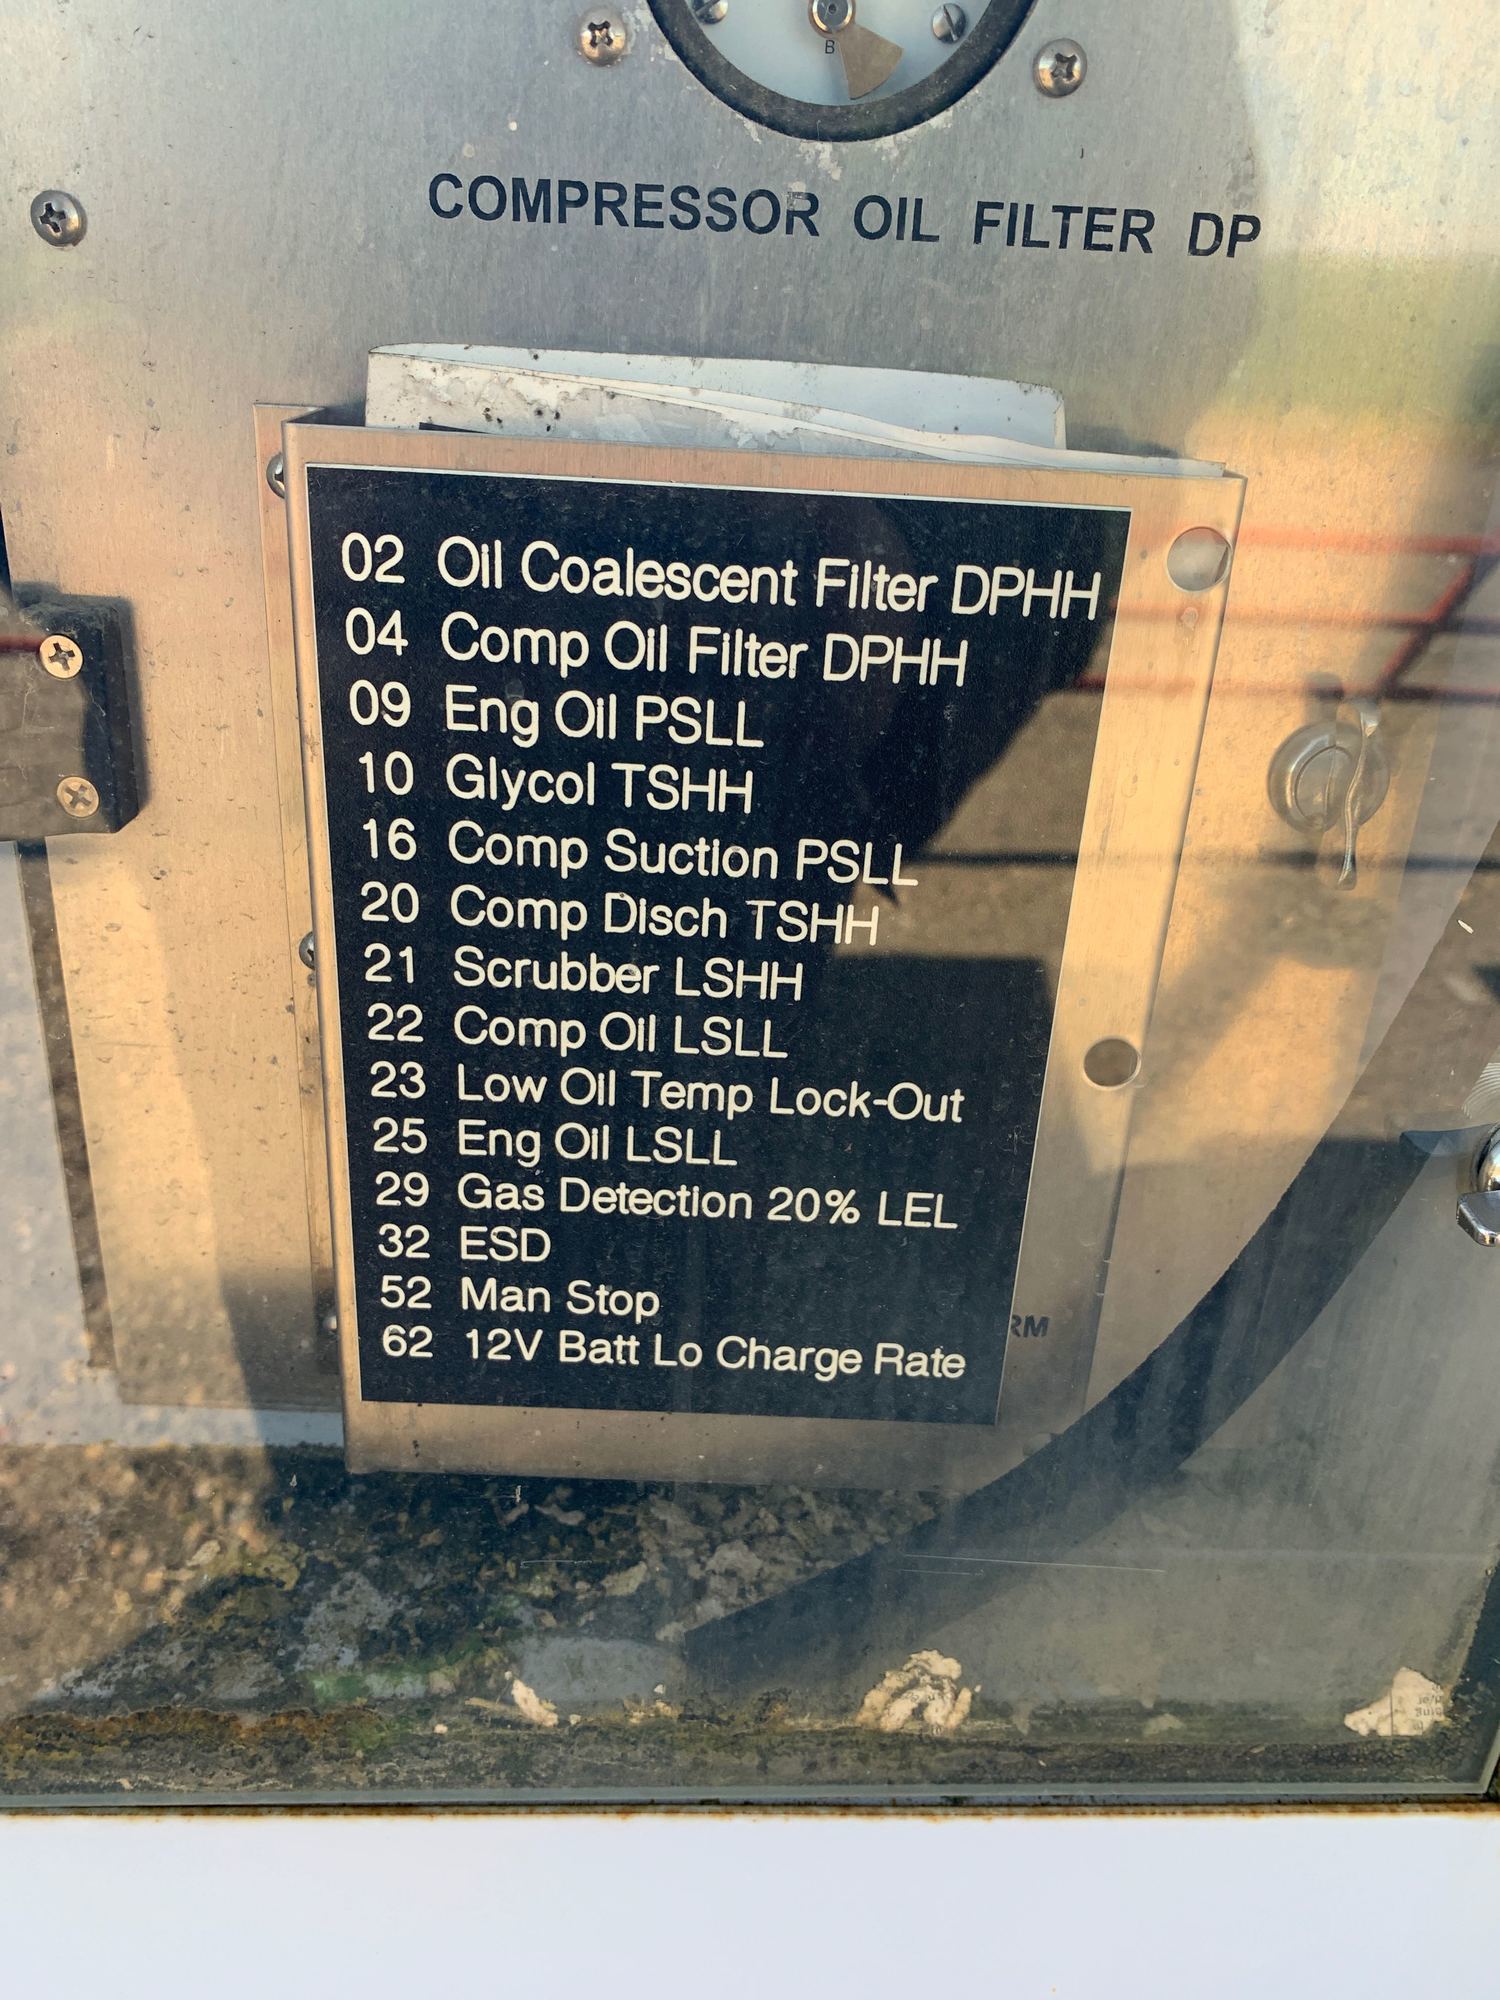 B
COMPRESSOR OIL FILTER DP
02 Oil Coalescent Filter DPHH
04 Comp Oil Filter DPHH
09 Eng Oil PSLL
10 Glycol TSHH
16 Comp Suction PSLL
20 Comp Disch TSHH
21 Scrubber LSHH
22 Comp Oil LSLL
23 Low Oil Temp Lock-Out
25 Eng Oil LSLL
29 Gas Detection 20% LEL
32 ESD
52 Man Stop
62 12V Batt Lo Charge Rate
RM